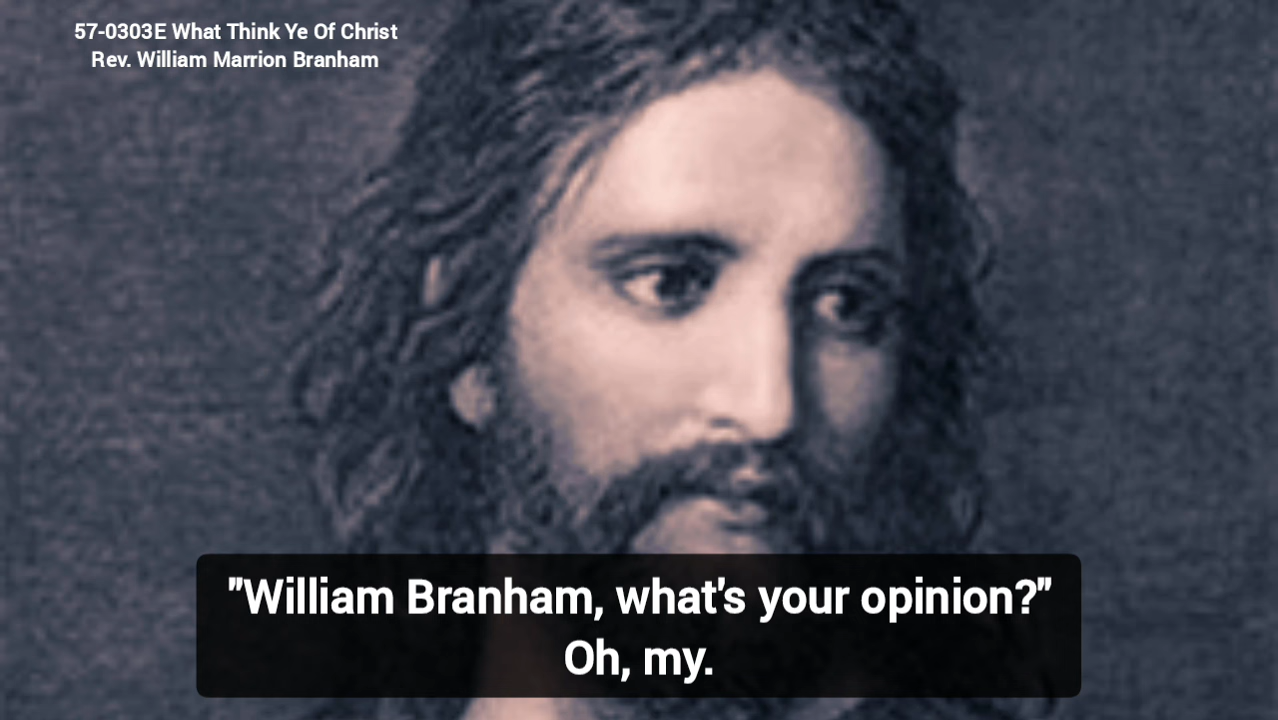 57-0303E What Think Ye Of Christ
Rev. William Marrion Branham
"William Branham, what's your opinion?"
Oh, my.